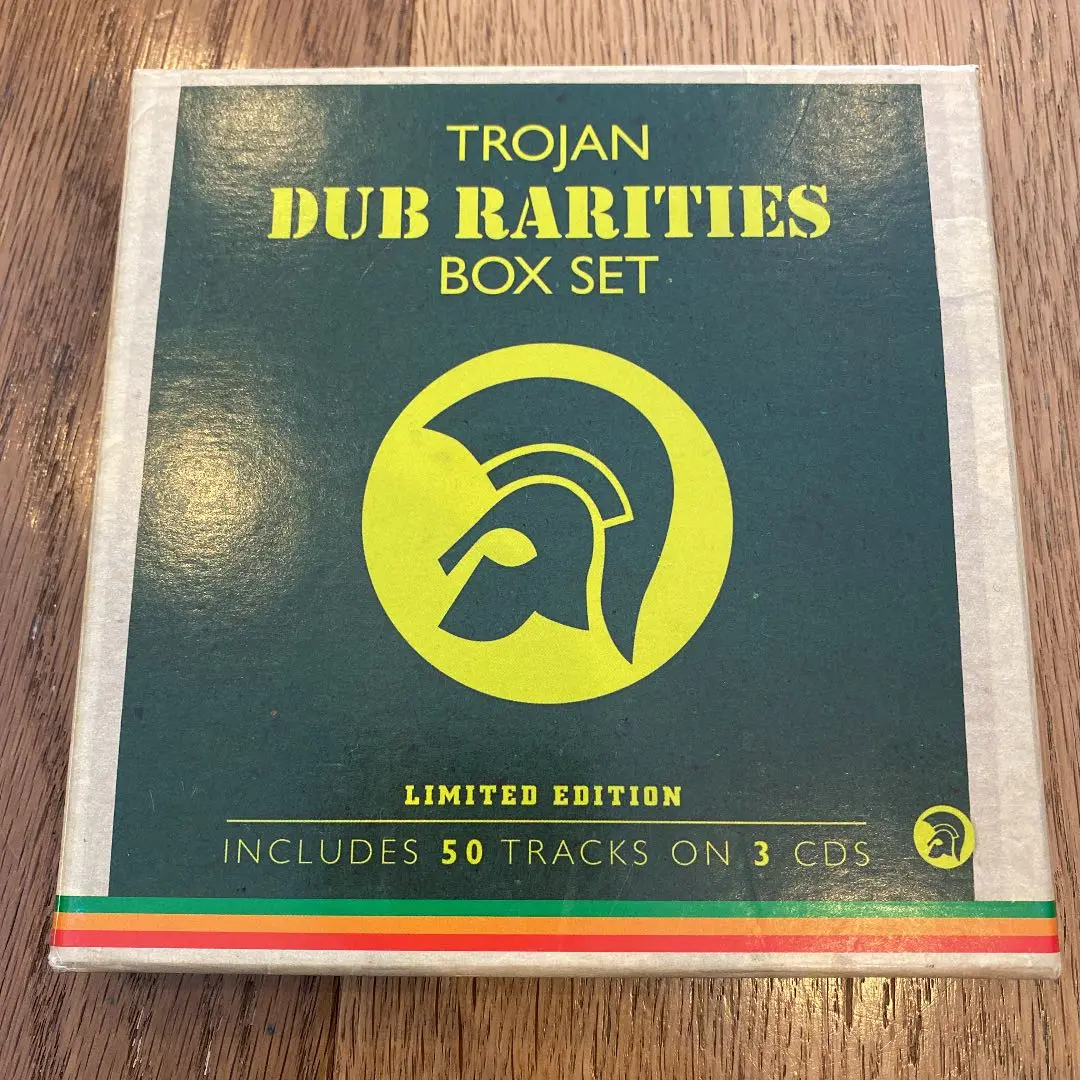 TROJAN
DUB RARITIES
BOX SET
LIMITED EDITION
INCLUDES 50 TRACKS ON 3 CDS